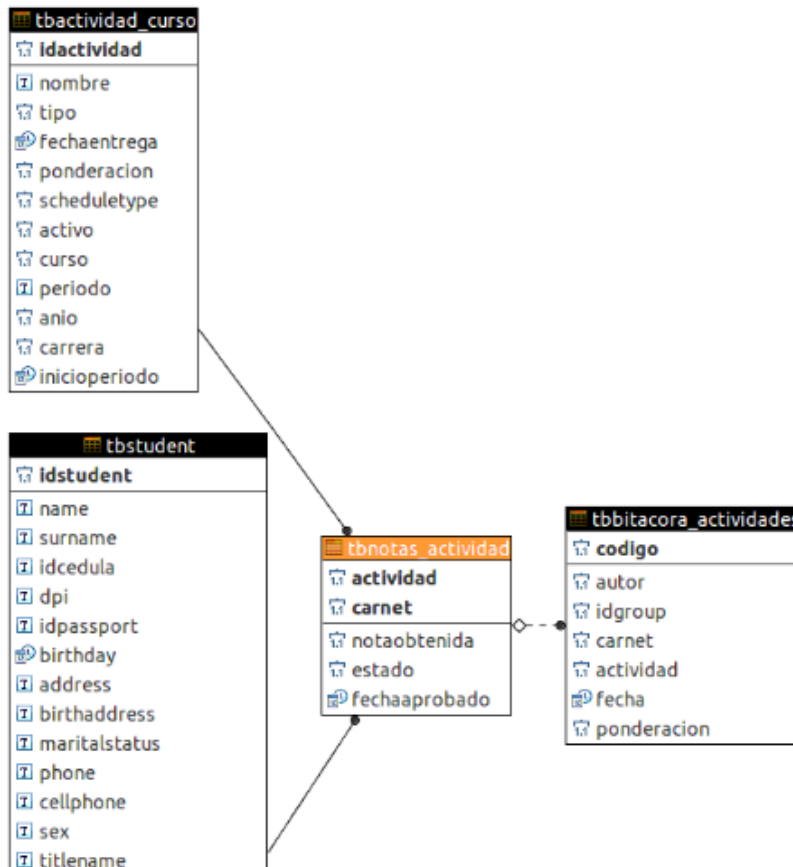 tbactividad_curso
idactividad
nombre
tipo
fechaentrega
ponderacion
scheduletype
activo
curso
periodo
anio
carrera
inicioperiodo
tbstudent
idstudent
name
surname
idcedula
dpi
idpassport
birthday
address
birthaddress
maritalstatus
phone
cellphone
sex
titlename
tbnotas_actividad
actividad
carnet
notaobtenida
estado
fechaaprobado
tbbitacora_actividades
codigo
autor
idgroup
carnet
actividad
fecha
ponderacion